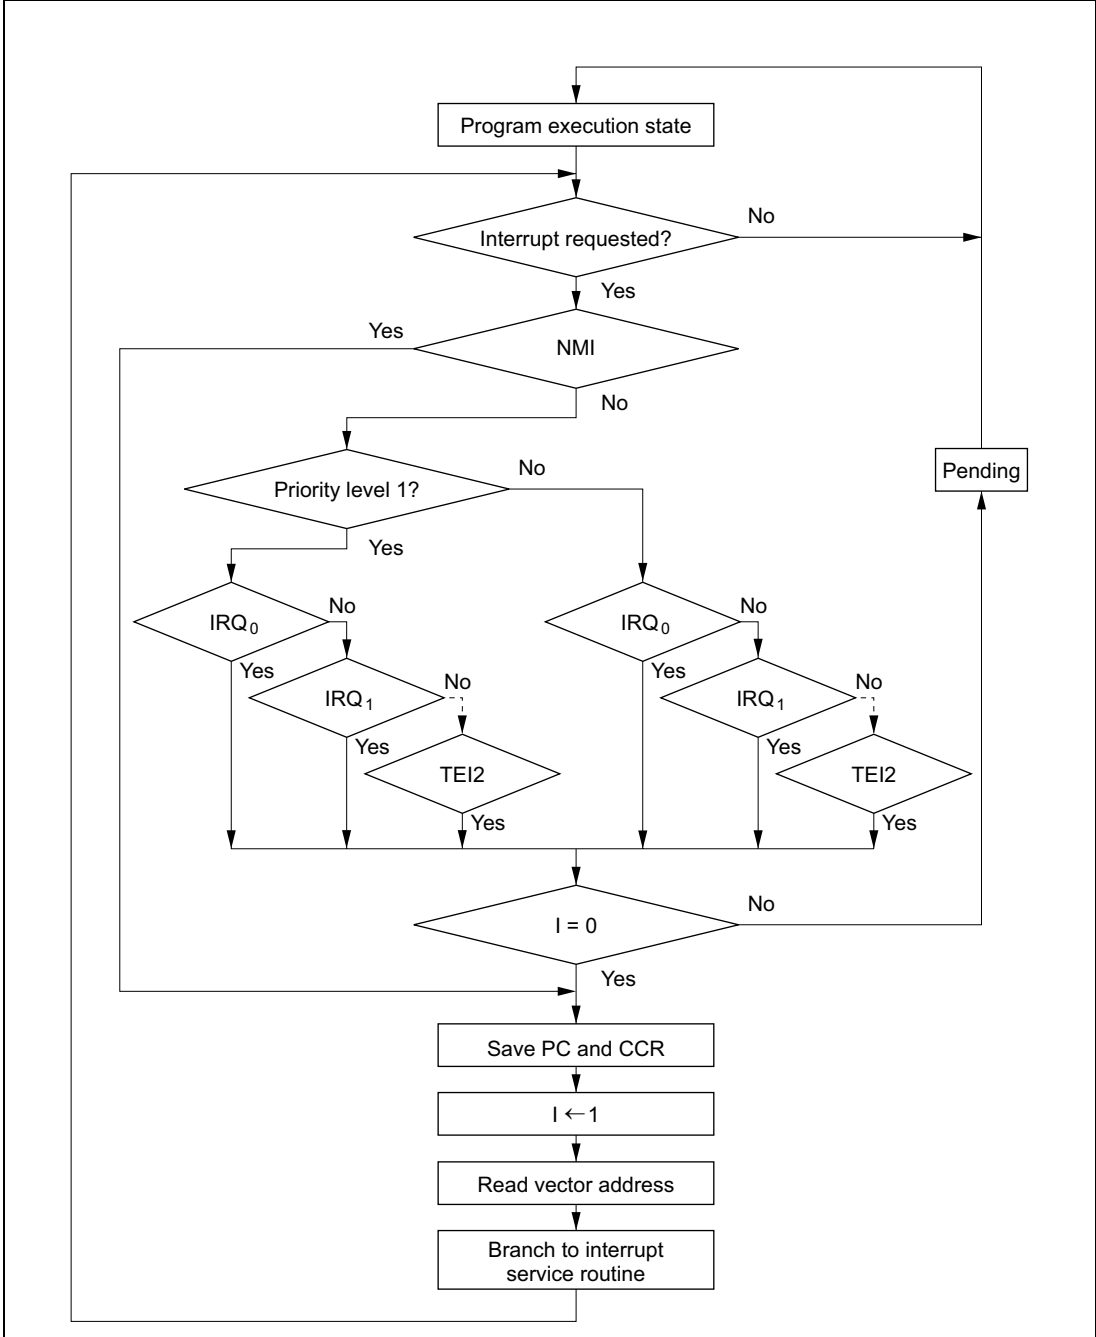 Program execution state
No
Interrupt requested?
Yes
Yes
NMI
No
No
Pending
Priority level 1?
Yes
No
No
IRQ0
IRQ0
Yes
No
Yes
No
IRQ1
IRQ1
Yes
Yes
TEI2
TEI2
Yes
Yes
No
I = 0
Yes
Save PC and CCR
I ← 1
Read vector address
Branch to interrupt
service routine